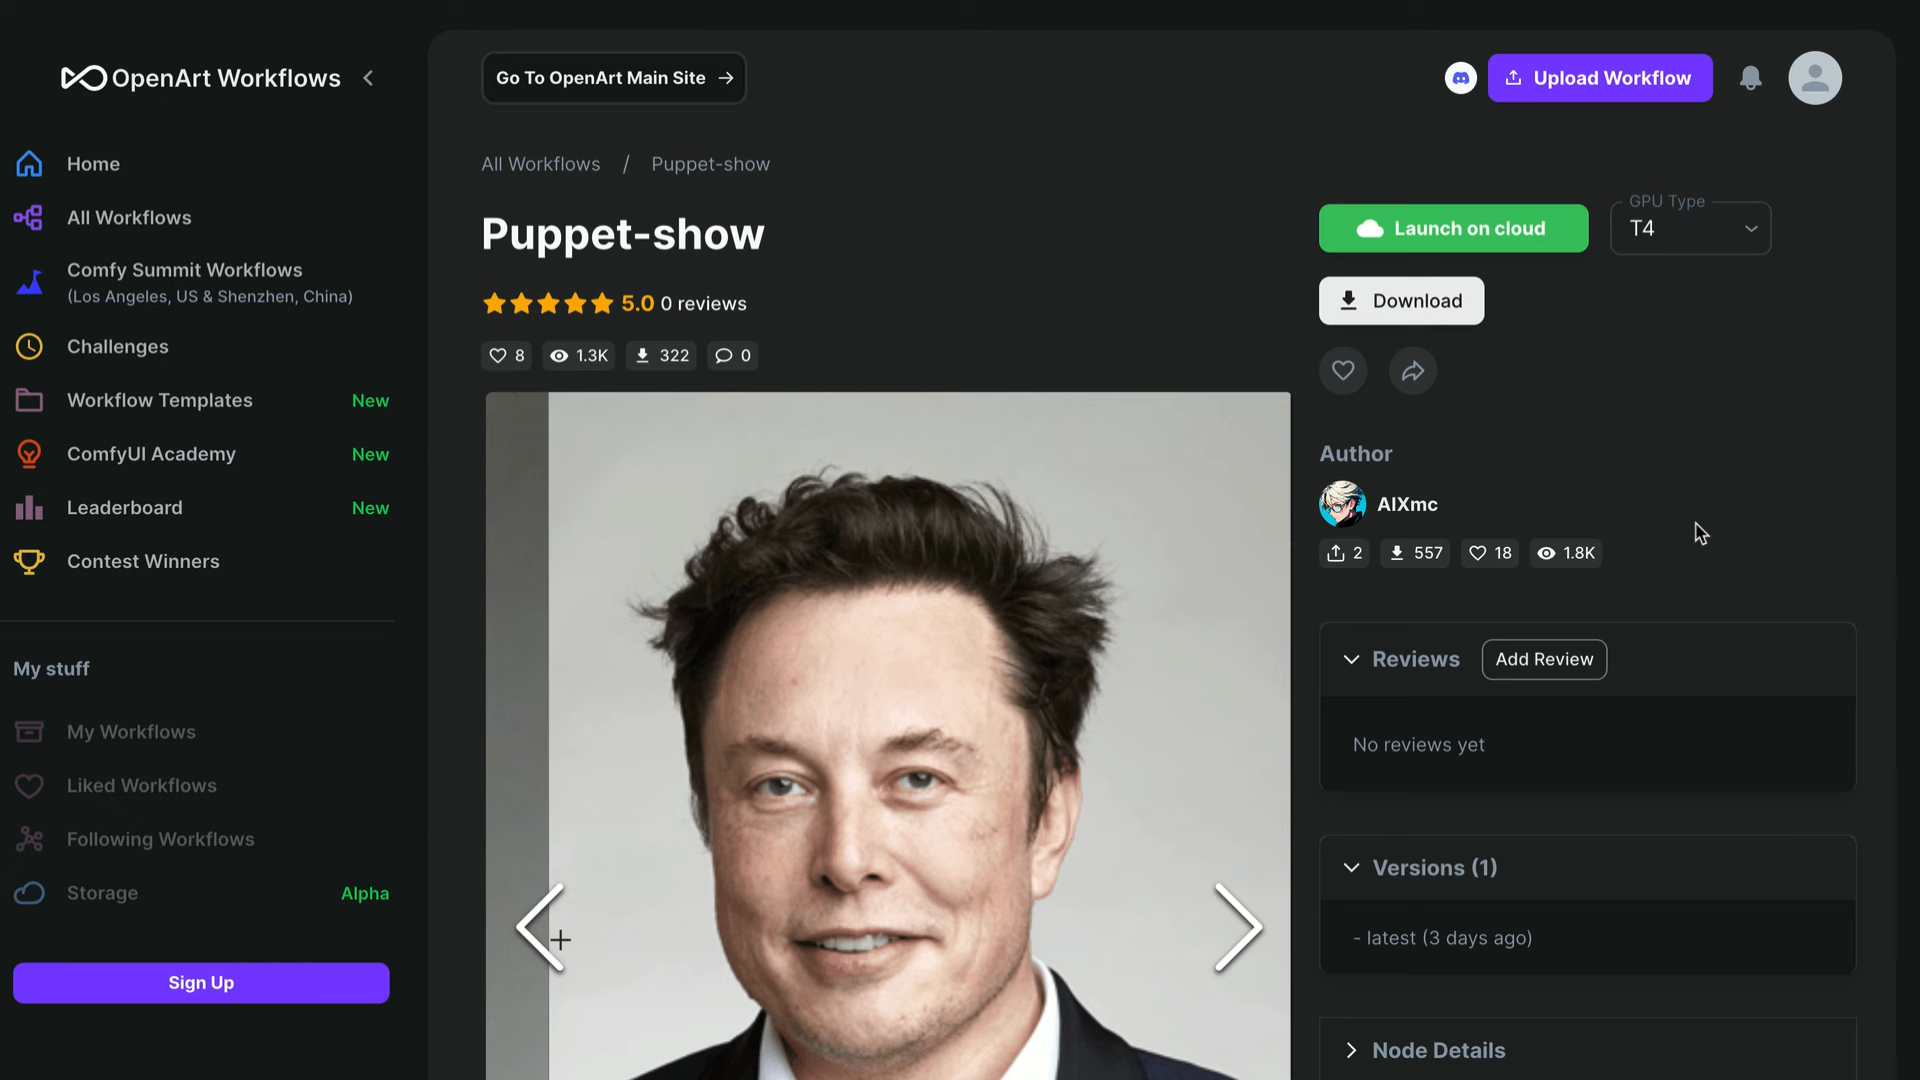 OpenArt Workflows
Go To OpenArt Main Site
Upload Workflow
Home
All Workflows
Comfy Summit Workflows
(Los Angeles, US & Shenzhen, China)
Challenges
Workflow Templates New
ComfyUI Academy New
Leaderboard New
Contest Winners
My stuff
My Workflows
Liked Workflows
Following Workflows
Storage Alpha
Sign Up
All Workflows / Puppet-show
Puppet-show
5.0 0 reviews
8 1.3K 322 0
Launch on cloud
GPU Type
T4
Download
Author
AIXmc
2 557 18 1.8K
Reviews Add Review
No reviews yet
Versions (1)
- latest (3 days ago)
Node Details